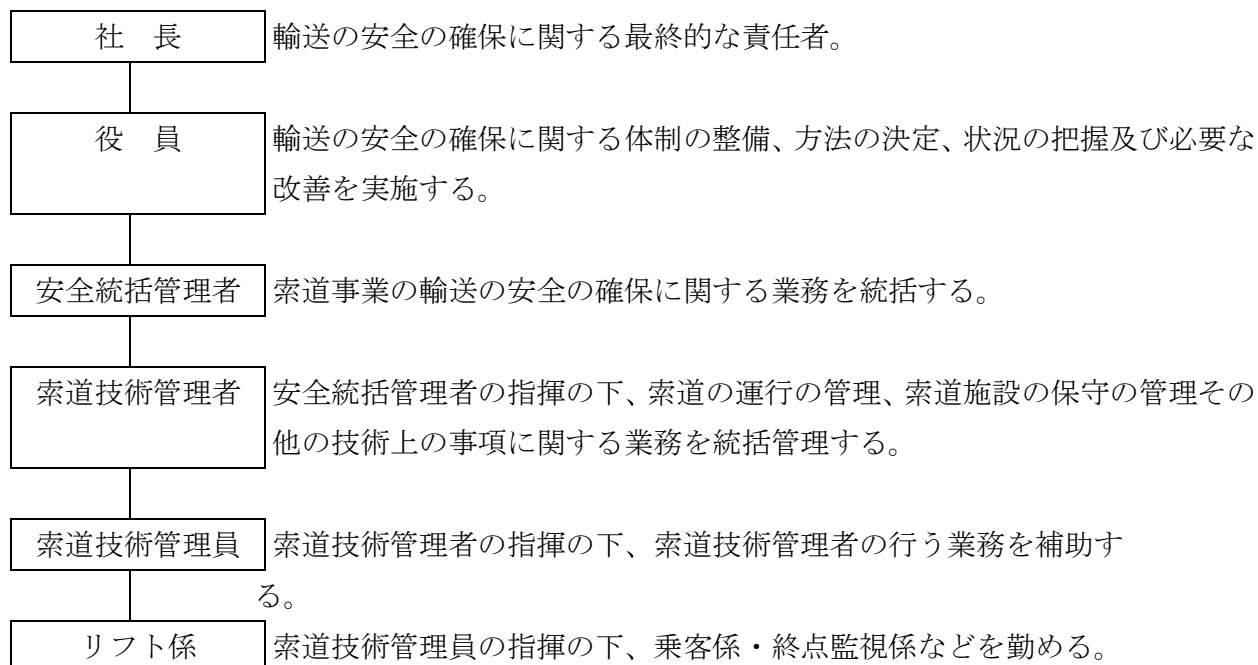 社　長 輸送の安全の確保に関する最終的な責任者。
役　員 輸送の安全の確保に関する体制の整備、方法の決定、状況の把握及び必要な
改善を実施する。
安全統括管理者 索道事業の輸送の安全の確保に関する業務を統括する。
索道技術管理者 安全統括管理者の指揮の下、索道の運行の管理、索道施設の保守の管理その
他の技術上の事項に関する業務を統括管理する。
索道技術管理員 索道技術管理者の指揮の下、索道技術管理者の行う業務を補助す
る。
リフト係 索道技術管理員の指揮の下、乗客係・終点監視係などを勤める。